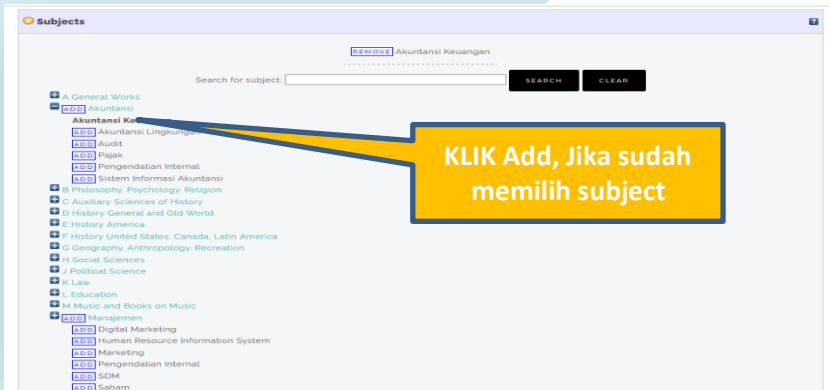 Subjects
REMOVE Akuntansi Keuangan
Search for subject: SEARCH CLEAR
A General Works
ADD Akuntansi
Akuntansi
ADD Akuntansi Lingkungan
ADD Audit
ADD Pajak
ADD Pengendalian Internal
ADD Sistem Informasi Akuntansi
B Philosophy. Psychology. Religion
C Auxiliary Sciences of History
D History General and Old World
E History America
F History United States, Canada, Latin America
G Geography. Anthropology. Recreation
H Social Sciences
J Political Science
K Law
L Education
M Music and Books on Music
ADD Manajemen
ADD Digital Marketing
ADD Human Resource Information System
ADD Marketing
ADD Pengendalian Internal
ADD SDM
ADD Saham
KLIK Add, Jika sudah
memilih subject